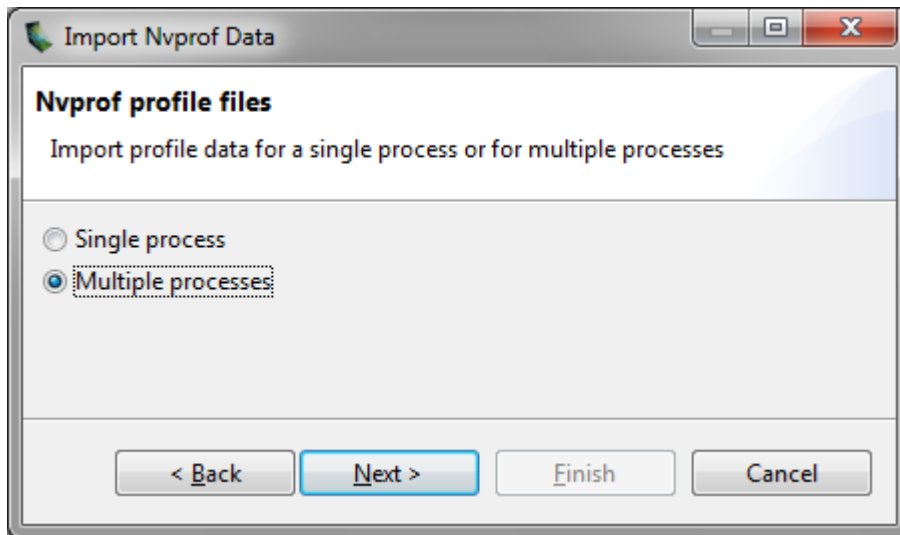 Import Nvprof Data
Nvprof profile files
Import profile data for a single process or for multiple processes
Single process
Multiple processes
< Back Next > Finish Cancel